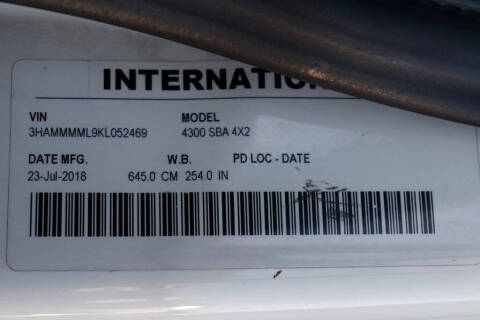 INTERNATION
VIN MODEL
3HAMMMML9KL052469 4300 SBA 4X2
DATE MFG. W.B. PD LOC - DATE
23-Jul-2018 645.0 CM 254.0 IN